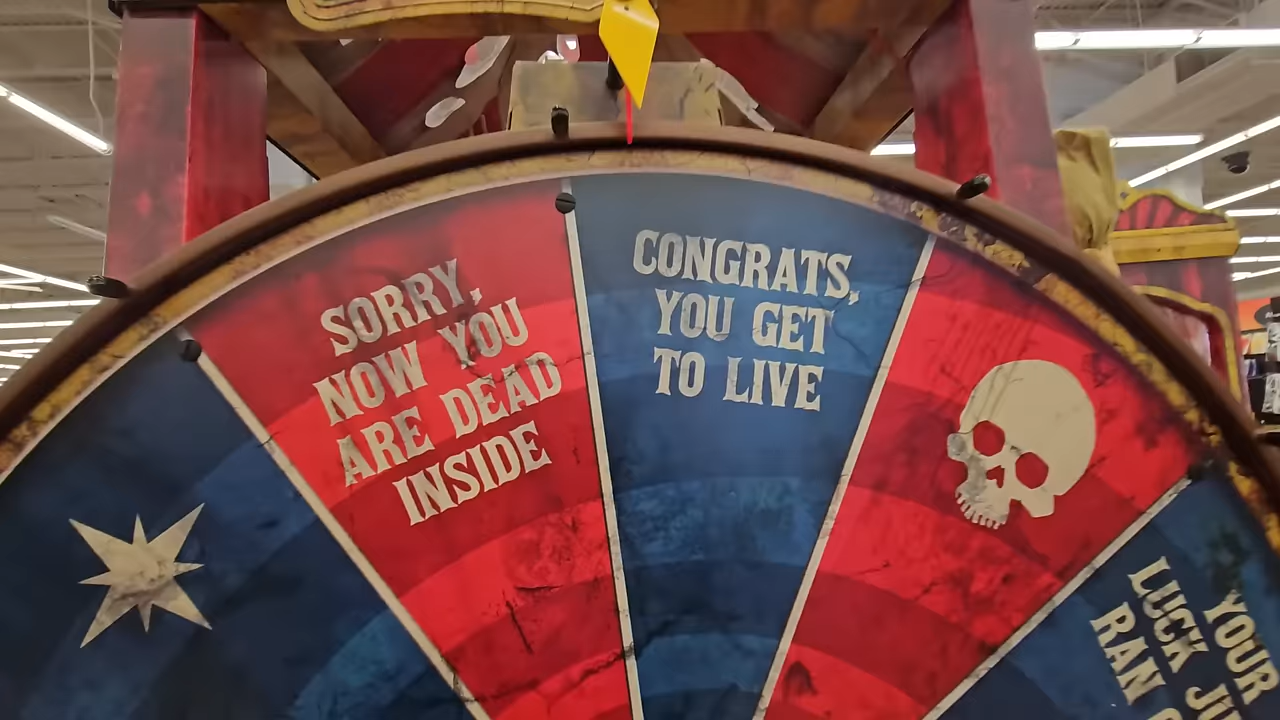 SORRY,
NOW YOU
ARE DEAD
INSIDE
CONGRATS,
YOU GET
TO LIVE
YOUR
LUCK
RAN